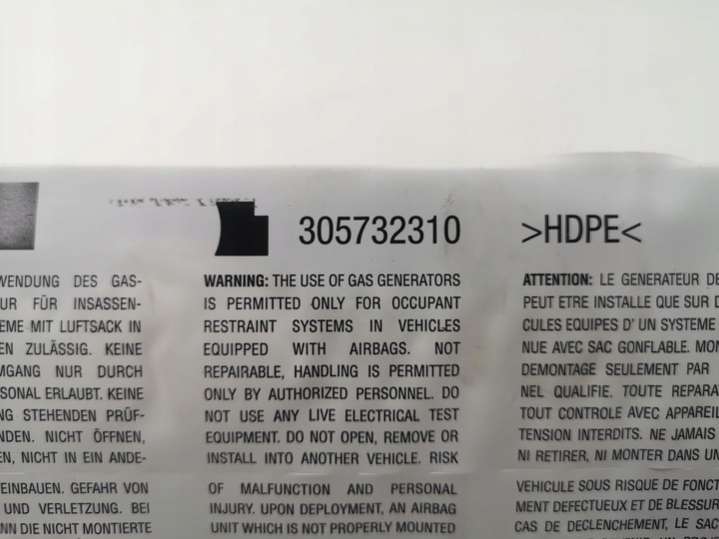 305732310 >HDPE<
WENDUNG DES GAS-
UR FÜR INSASSEN-
EME MIT LUFTSACK IN
EN ZULÄSSIG. KEINE
MGANG NUR DURCH
SONAL ERLAUBT. KEINE
NG STEHENDEN PRÜF-
NDEN. NICHT ÖFFNEN,
EN, NICHT IN EIN ANDE-
EINBAUEN. GEFAHR VON
UND VERLETZUNG. BEI
NN DIE NICHT MONTIERTE
WARNING: THE USE OF GAS GENERATORS
IS PERMITTED ONLY FOR OCCUPANT
RESTRAINT SYSTEMS IN VEHICLES
EQUIPPED WITH AIRBAGS. NOT
REPAIRABLE, HANDLING IS PERMITTED
ONLY BY AUTHORIZED PERSONNEL. DO
NOT USE ANY LIVE ELECTRICAL TEST
EQUIPMENT. DO NOT OPEN, REMOVE OR
INSTALL INTO ANOTHER VEHICLE. RISK
OF MALFUNCTION AND PERSONAL
INJURY. UPON DEPLOYMENT, AN AIRBAG
UNIT WHICH IS NOT PROPERLY MOUNTED
ATTENTION: LE GENERATEUR DE
PEUT ETRE INSTALLE QUE SUR D
CULES EQUIPES D' UN SYSTEME
NUE AVEC SAC GONFLABLE. MON
DEMONTAGE SEULEMENT PAR
NEL QUALIFIE. TOUTE REPARA
TOUT CONTROLE AVEC APPAREIL
TENSION INTERDITS. NE JAMAIS
NI RETIRER, NI MONTER DANS UN
VEHICULE SOUS RISQUE DE FONCT
MENT DEFECTUEUX ET DE BLESSUR
CAS DE DECLENCHEMENT, LE SAC